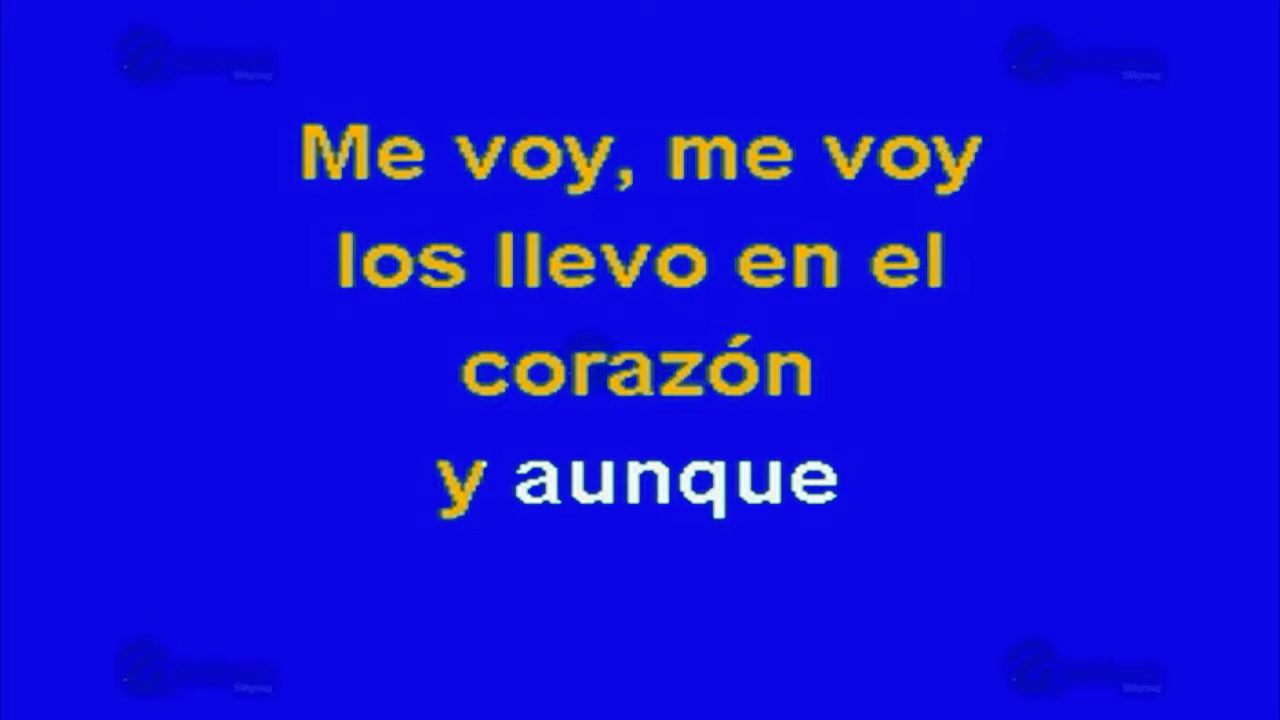 Me voy, me voy
los llevo en el
corazón
y aunque